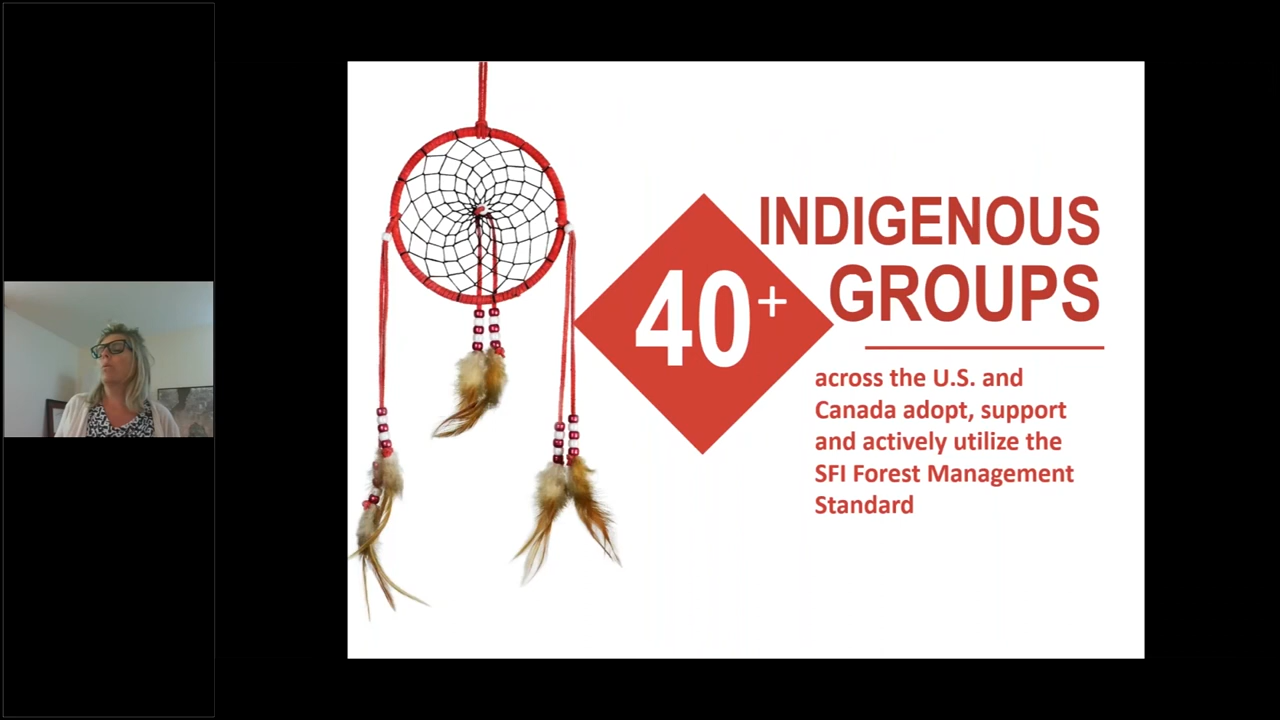 INDIGENOUS
GROUPS
40+
across the U.S. and
Canada adopt, support
and actively utilize the
SFI Forest Management
Standard